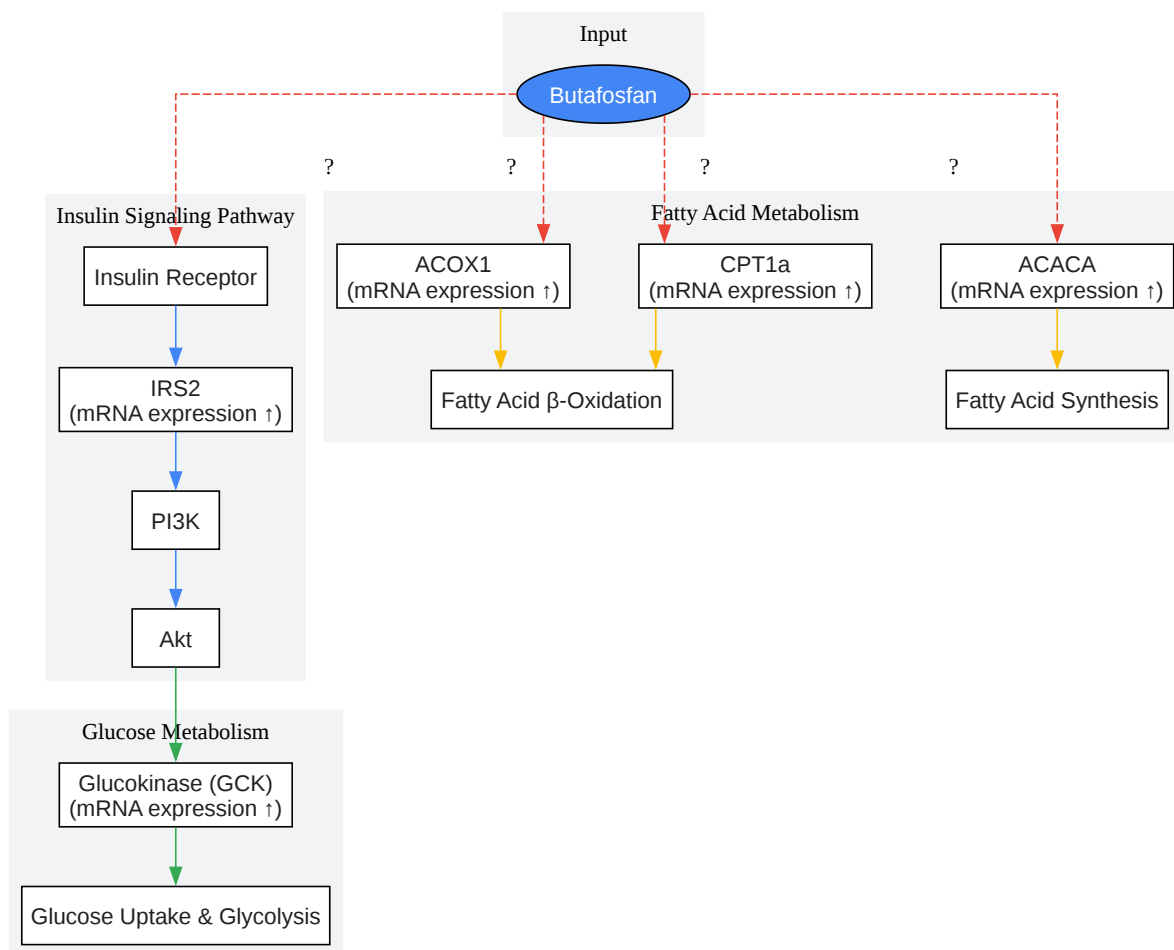 Input
Butafosfan
?
?
?
?
Insulin Signaling Pathway
Fatty Acid Metabolism
Insulin Receptor
ACOX1
(mRNA expression ↑)
CPT1a
(mRNA expression ↑)
ACACA
(mRNA expression ↑)
IRS2
(mRNA expression ↑)
Fatty Acid β-Oxidation
Fatty Acid Synthesis
PI3K
Akt
Glucose Metabolism
Glucokinase (GCK)
(mRNA expression ↑)
Glucose Uptake & Glycolysis